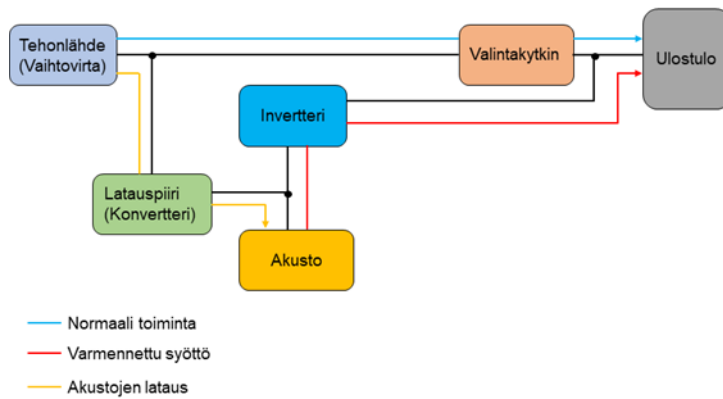 Tehonlähde
(Vaihtovirta)
Valintakytkin
Ulostulo
Invertteri
Latauspiiri
(Konvertteri)
Akusto
Normaali toiminta
Varmennettu syöttö
Akustojen lataus